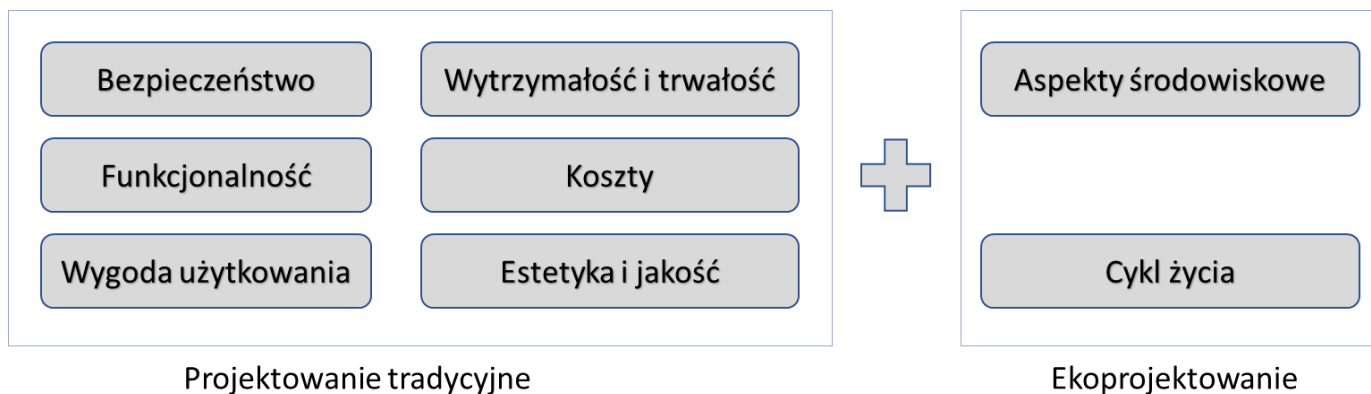 Bezpieczeństwo
Wytrzymałość i trwałość
Aspekty środowiskowe
Funkcjonalność
Koszty
Wygoda użytkowania
Estetyka i jakość
Cykl życia
Projektowanie tradycyjne
Ekoprojektowanie